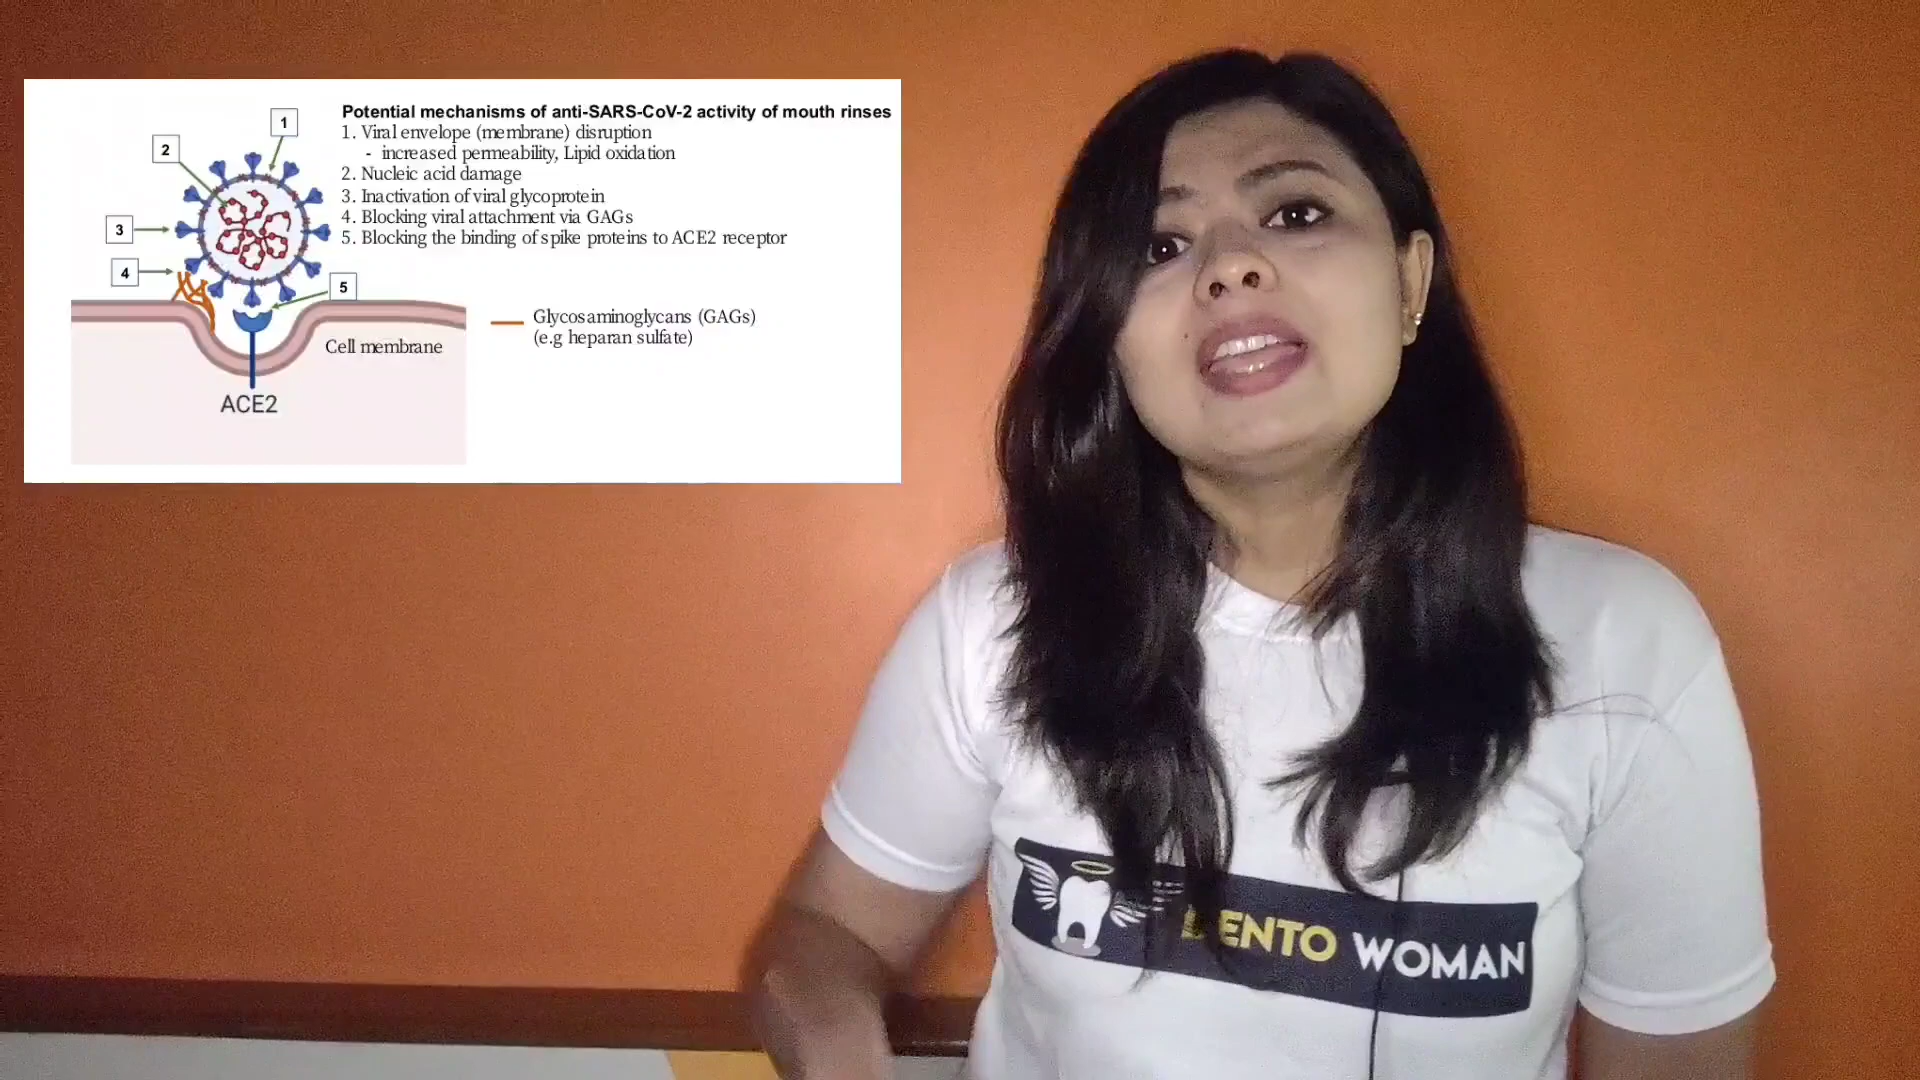 Potential mechanisms of anti-SARS-CoV-2 activity of mouth rinses
1. Viral envelope (membrane) disruption
- increased permeability, Lipid oxidation
2. Nucleic acid damage
3. Inactivation of viral glycoprotein
4. Blocking viral attachment via GAGs
5. Blocking the binding of spike proteins to ACE2 receptor
1
2
3
4
5
Glycosaminoglycans (GAGs)
(e.g heparan sulfate)
Cell membrane
ACE2
DENTO WOMAN